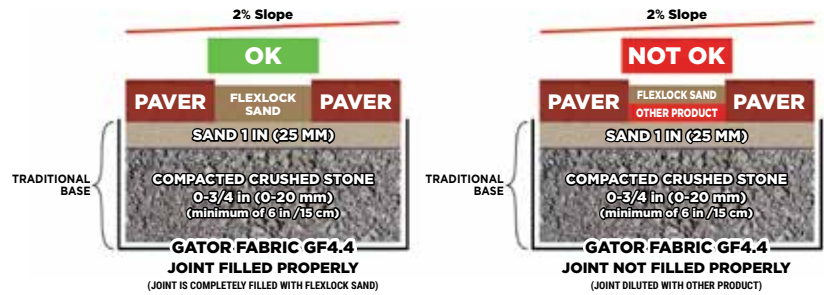 2% Slope
OK
PAVER
FLEXLOCK
SAND
PAVER
SAND 1 IN (25 MM)
TRADITIONAL
BASE
COMPACTED CRUSHED STONE
0-3/4 in (0-20 mm)
(minimum of 6 in /15 cm)
GATOR FABRIC GF4.4
JOINT FILLED PROPERLY
(JOINT IS COMPLETELY FILLED WITH FLEXLOCK SAND)
2% Slope
NOT OK
PAVER
FLEXLOCK SAND
OTHER PRODUCT
PAVER
SAND 1 IN (25 MM)
TRADITIONAL
BASE
COMPACTED CRUSHED STONE
0-3/4 in (0-20 mm)
(minimum of 6 in /15 cm)
GATOR FABRIC GF4.4
JOINT NOT FILLED PROPERLY
(JOINT DILUTED WITH OTHER PRODUCT)